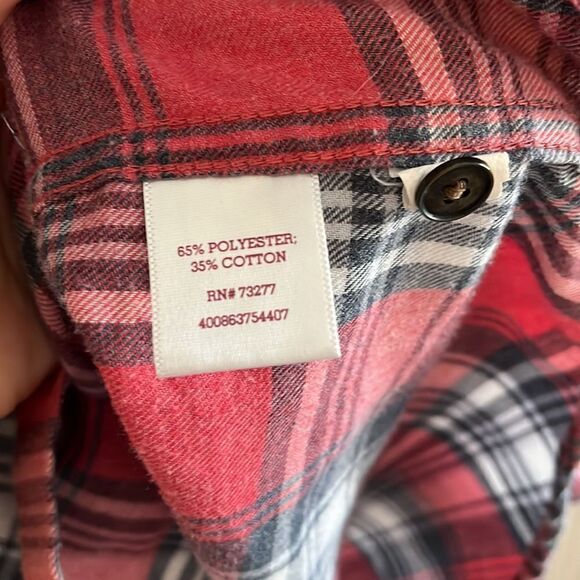 65% POLYESTER;
35% COTTON
RN# 73277
400863754407